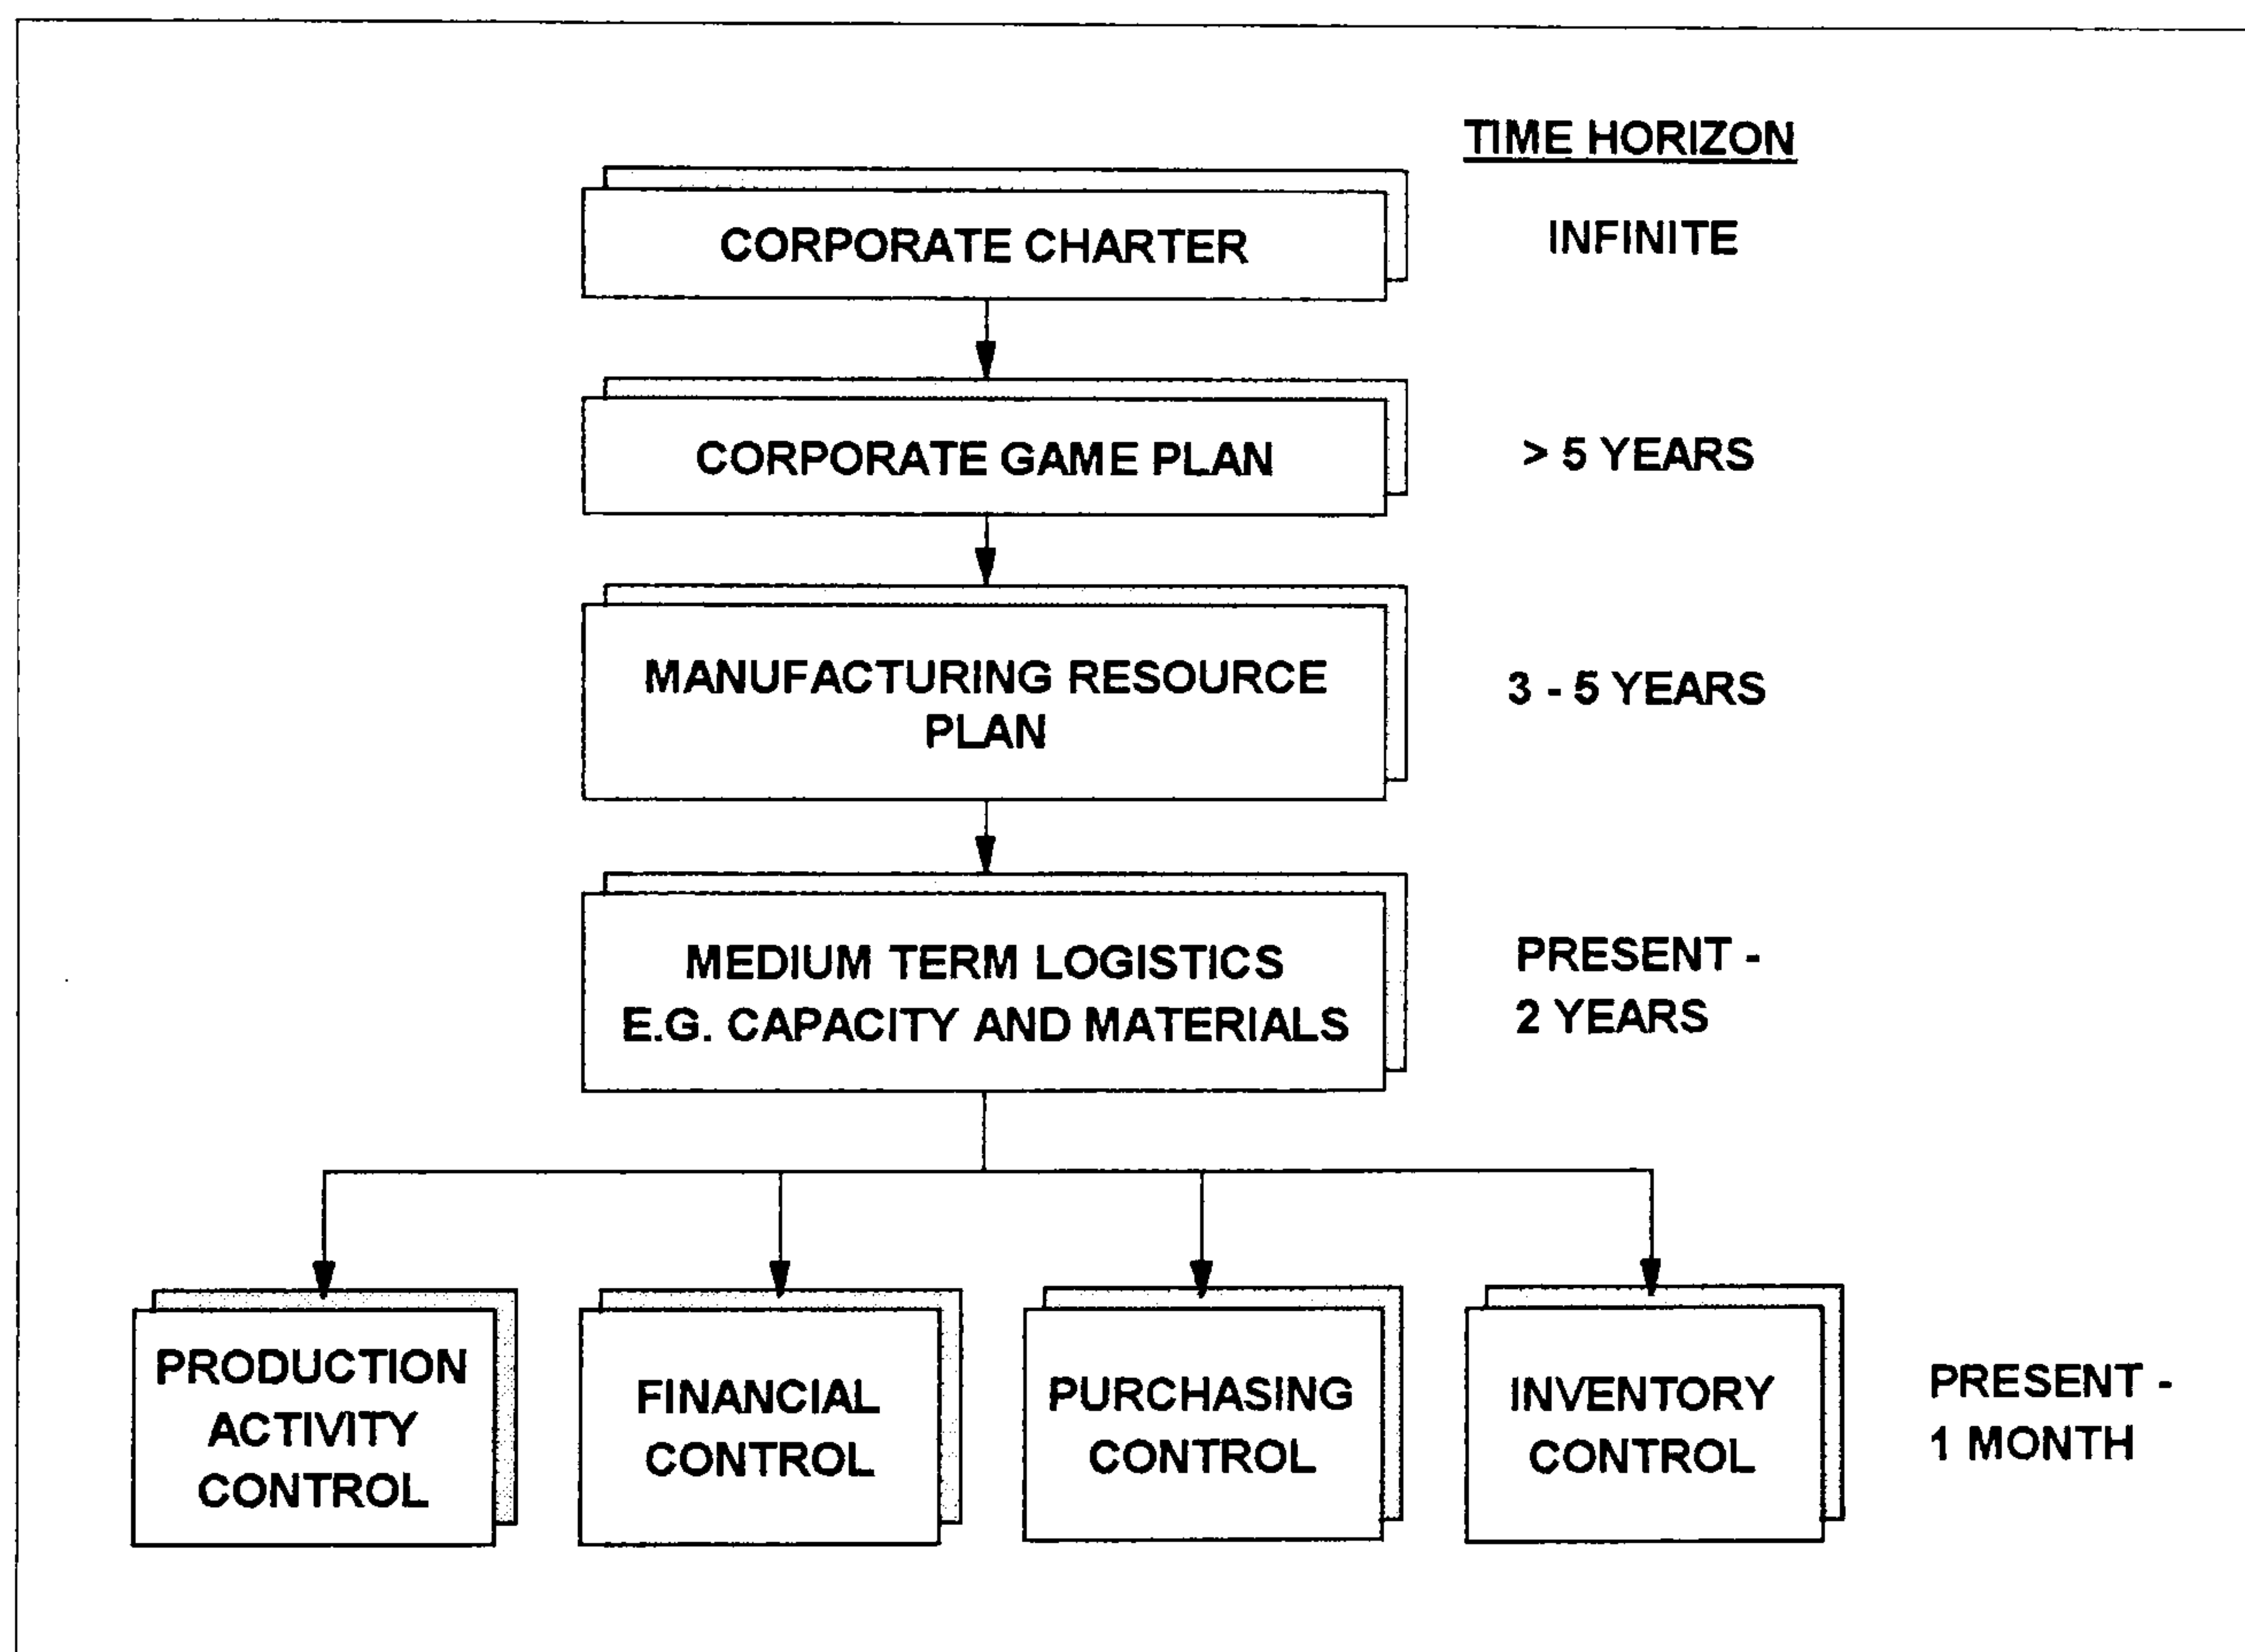 TIME HORIZON
CORPORATE CHARTER
INFINITE
CORPORATE GAME PLAN
> 5 YEARS
MANUFACTURING RESOURCE
PLAN
3 - 5 YEARS
MEDIUM TERM LOGISTICS
E.G. CAPACITY AND MATERIALS
PRESENT -
2 YEARS
PRODUCTION
ACTIVITY
CONTROL
FINANCIAL
CONTROL
PURCHASING
CONTROL
INVENTORY
CONTROL
PRESENT -
1 MONTH